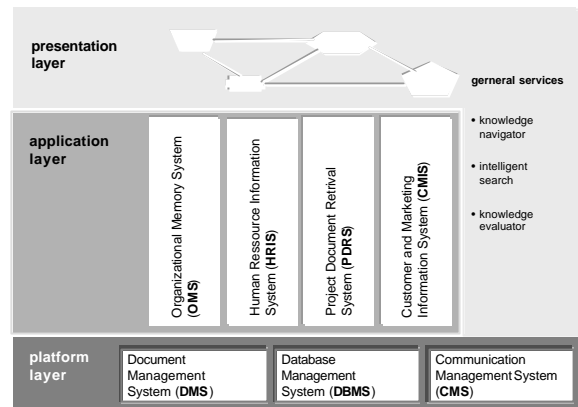 presentation
layer
gerneral services
• knowledge
navigator
• intelligent
search
• knowledge
evaluator
application
layer
Organizational Memory System
(OMS)
Human Ressource Information
System (HRIS)
Project Document Retrival
System (PDRS)
Customer and Marketing
Information System (CMIS)
platform
layer
Document
Management
System (DMS)
Database
Management
System (DBMS)
Communication
Management System
(CMS)